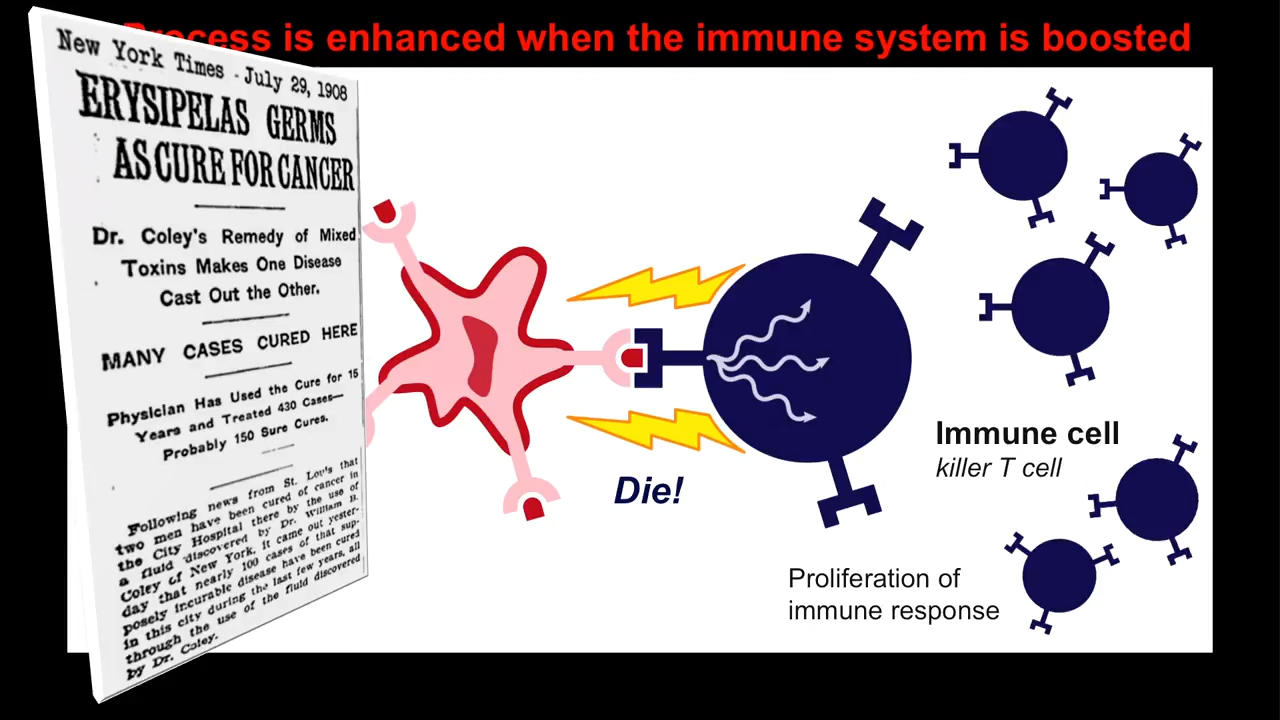 Process is enhanced when the immune system is boosted
New York Times - July 29, 1908
ERYSIPELAS GERMS
AS CURE FOR CANCER
Dr. Coley's Remedy of Mixed
Toxins Makes One Disease
Cast Out the Other.
MANY CASES CURED HERE
Physician Has Used the Cure for 15
Years and Treated 430 Cases—
Probably 150 Sure Cures.
Following news from St. Louis that
two men have been cured of cancer in
the City Hospital there by the use of
a fluid discovered by Dr. William B.
Coley of New York, it came out yester-
day that nearly 100 cases of that sup-
posely incurable disease have been cured
in this city during the last few years, all
through the use of the fluid discovered
by Dr. Coley.
Die!
Immune cell
killer T cell
Proliferation of
immune response